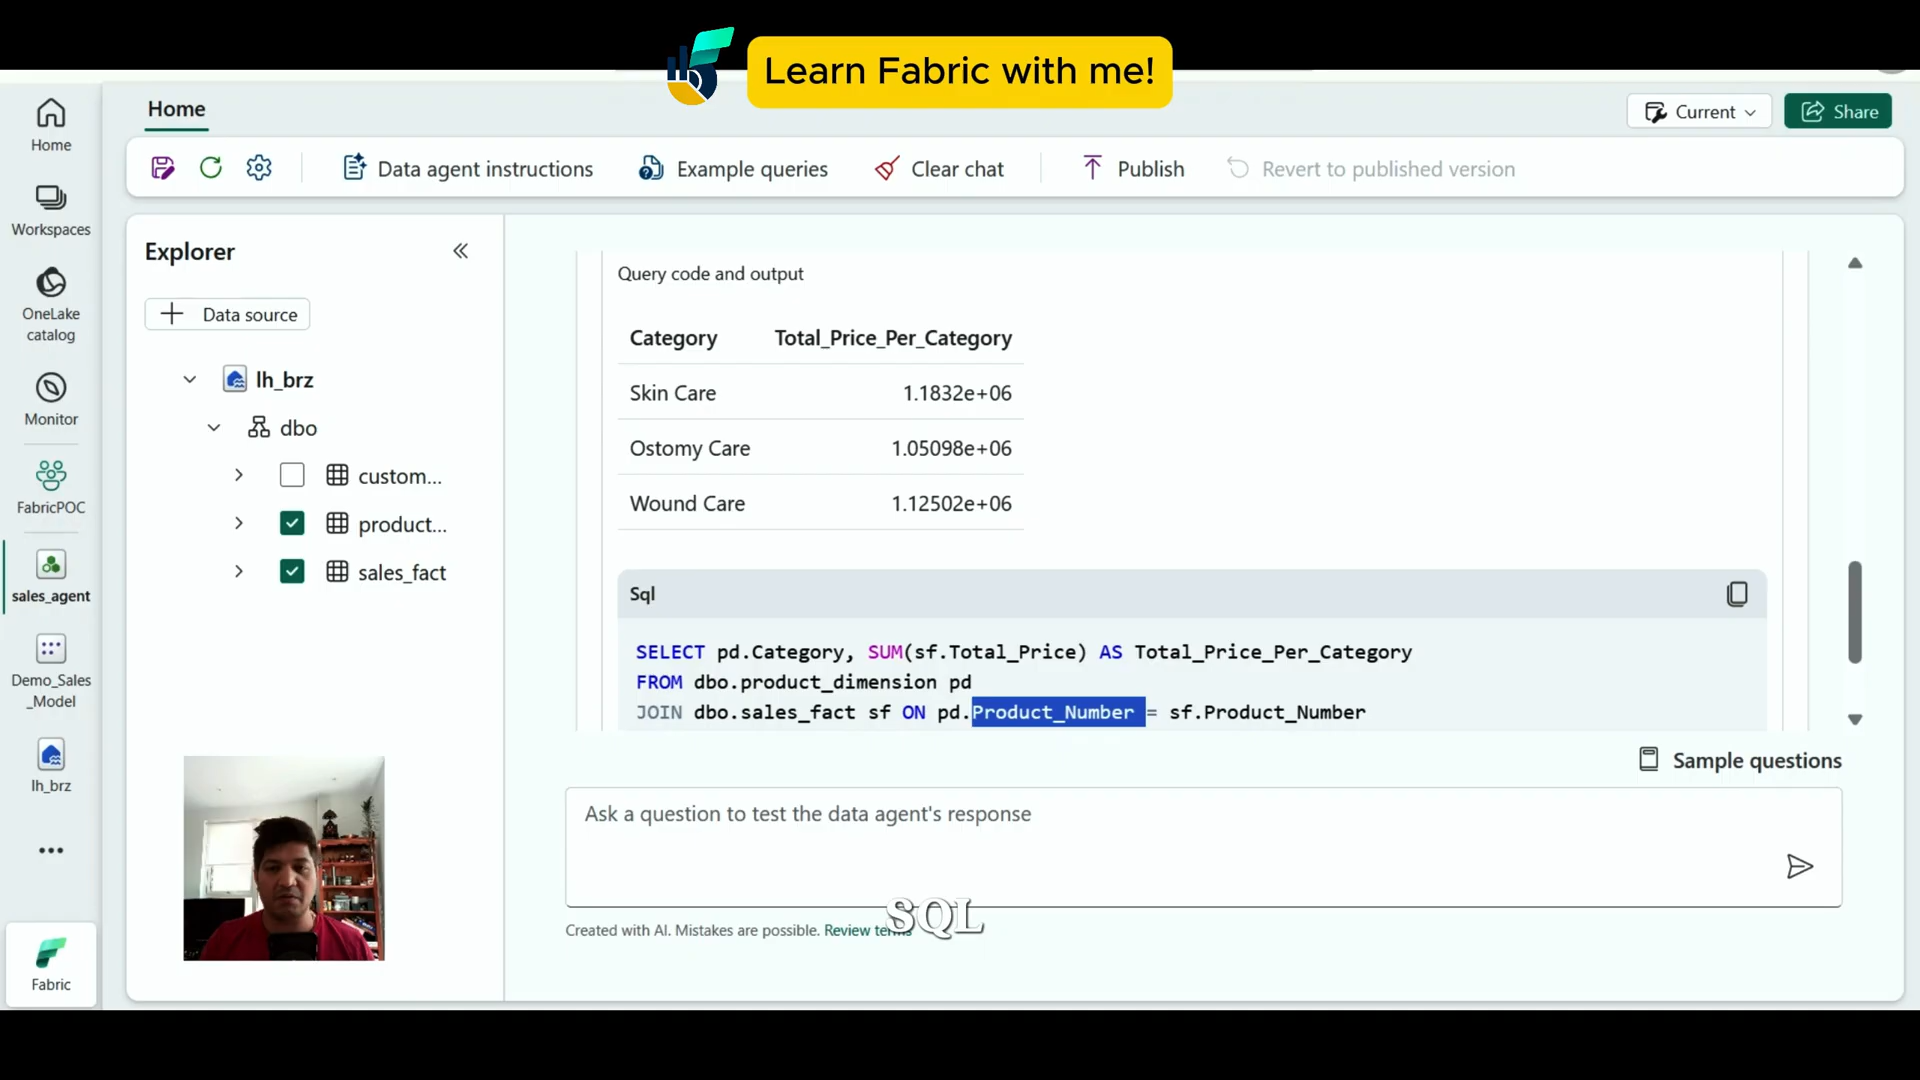 Learn Fabric with me!
Home
Current
Share
Home
Data agent instructions
Example queries
Clear chat
Publish
Revert to published version
Workspaces
OneLake
catalog
Monitor
FabricPOC
sales_agent
Demo_Sales
_Model
lh_brz
Fabric
Explorer
Data source
lh_brz
dbo
custom...
product...
sales_fact
Query code and output
Category Total_Price_Per_Category
Skin Care 1.1832e+06
Ostomy Care 1.05098e+06
Wound Care 1.12502e+06
Sql
SELECT pd.Category, SUM(sf.Total_Price) AS Total_Price_Per_Category
FROM dbo.product_dimension pd
JOIN dbo.sales_fact sf ON pd.Product_Number = sf.Product_Number
Sample questions
Ask a question to test the data agent's response
SQL
Created with AI. Mistakes are possible. Review terms